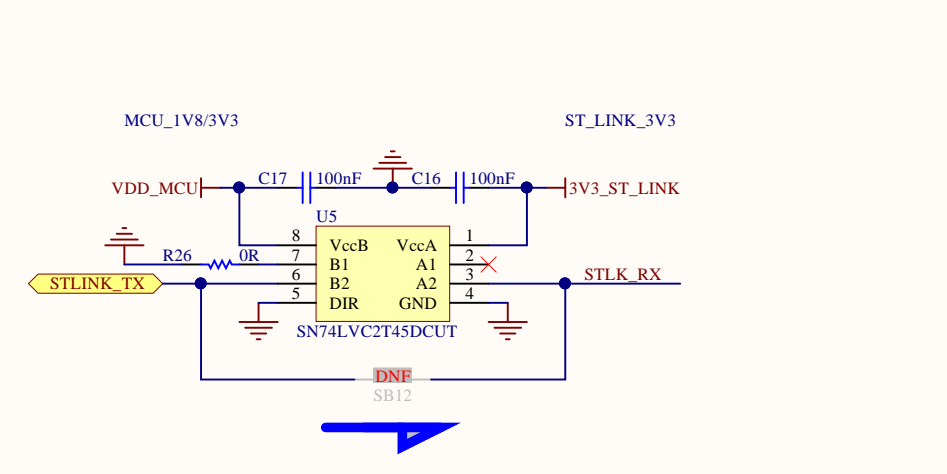 MCU_1V8/3V3
ST_LINK_3V3
VDD_MCU
C17
100nF
C16
100nF
3V3_ST_LINK
U5
8 VccB VccA 1
R26 0R 7 B1 A1 2
STLINK_TX 6 B2 A2 3 STLK_RX
5 DIR GND 4
SN74LVC2T45DCUT
DNF
SB12